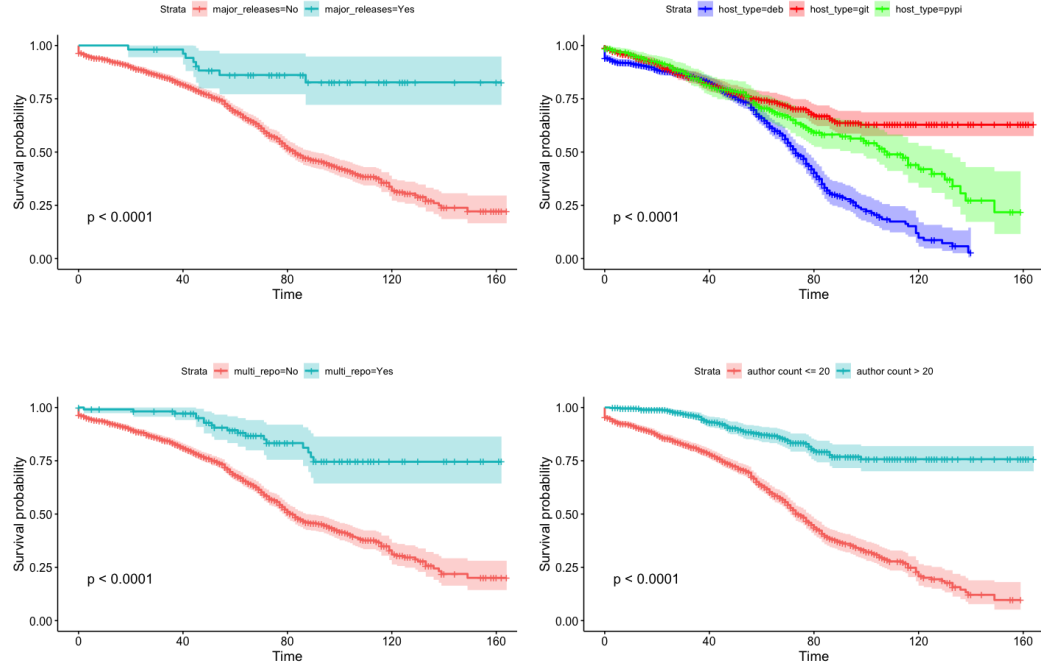 Strata major_releases=No major_releases=Yes
Survival probability
1.00
0.75
0.50
0.25
0.00
p < 0.0001
0 40 80 120 160
Time
Strata host_type=deb host_type=git host_type=pypi
Survival probability
1.00
0.75
0.50
0.25
0.00
p < 0.0001
0 40 80 120 160
Time
Strata multi_repo=No multi_repo=Yes
Survival probability
1.00
0.75
0.50
0.25
0.00
p < 0.0001
0 40 80 120 160
Time
Strata author count <= 20 author count > 20
Survival probability
1.00
0.75
0.50
0.25
0.00
p < 0.0001
0 40 80 120 160
Time